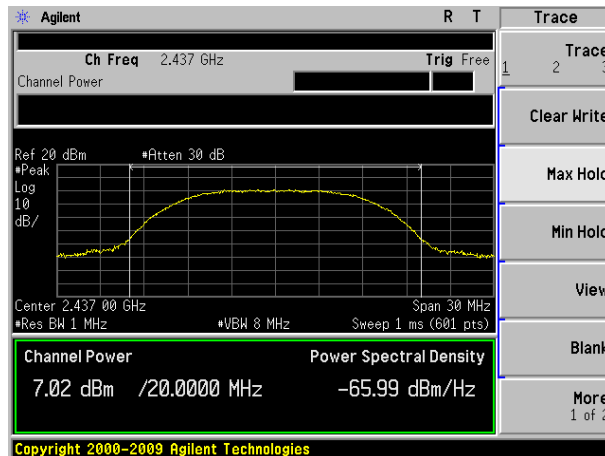 Agilent R T Trace
Ch Freq 2.437 GHz Trig Free
Channel Power
Trace
1 2 3
Clear Write
Max Hold
Min Hold
View
Blank
More
1 of 2
Ref 20 dBm #Atten 30 dB
#Peak
Log
10
dB/
Center 2.437 00 GHz Span 30 MHz
#Res BW 1 MHz #VBW 8 MHz Sweep 1 ms (601 pts)
Channel Power Power Spectral Density
7.02 dBm /20.0000 MHz -65.99 dBm/Hz
Copyright 2000-2009 Agilent Technologies